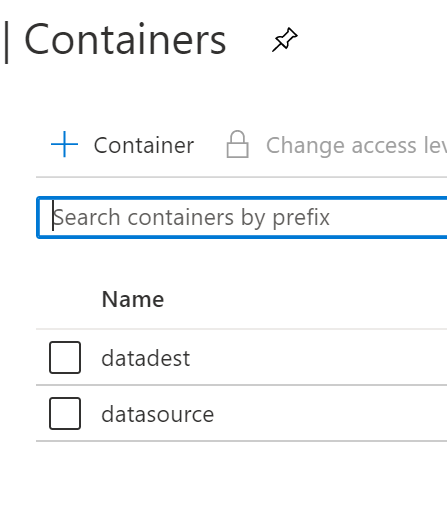 | Containers
Container
Change access lev
Search containers by prefix
Name
datadest
datasource